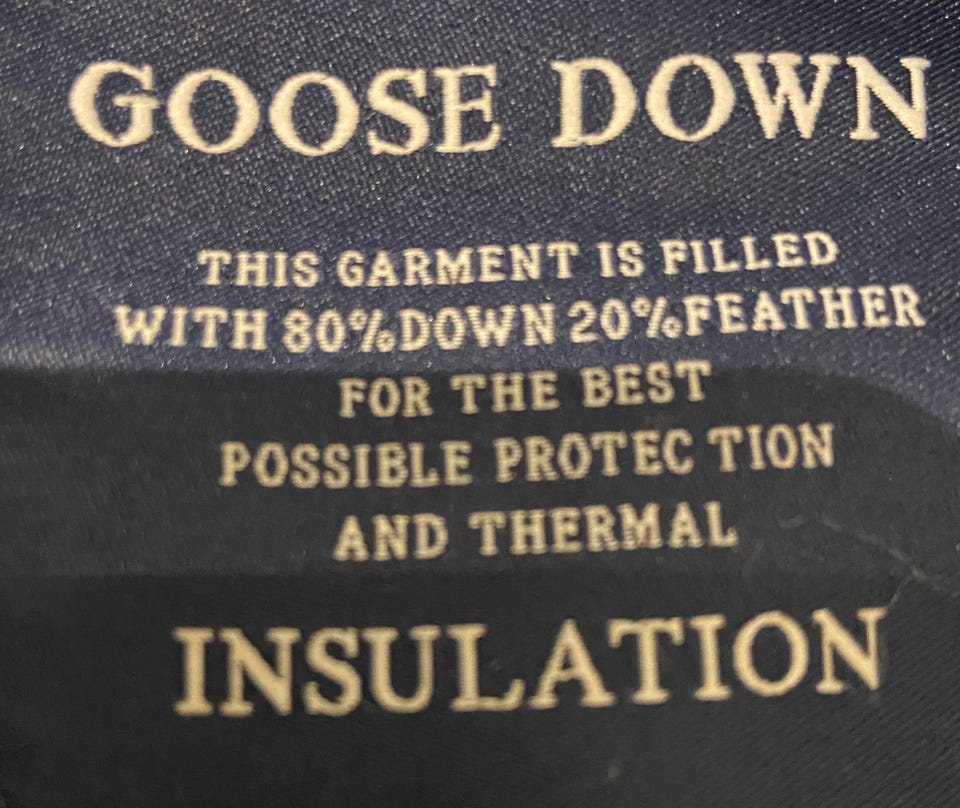 GOOSE DOWN
THIS GARMENT IS FILLED
WITH 80%DOWN 20%FEATHER
FOR THE BEST
POSSIBLE PROTEC TION
AND THERMAL
INSULATION